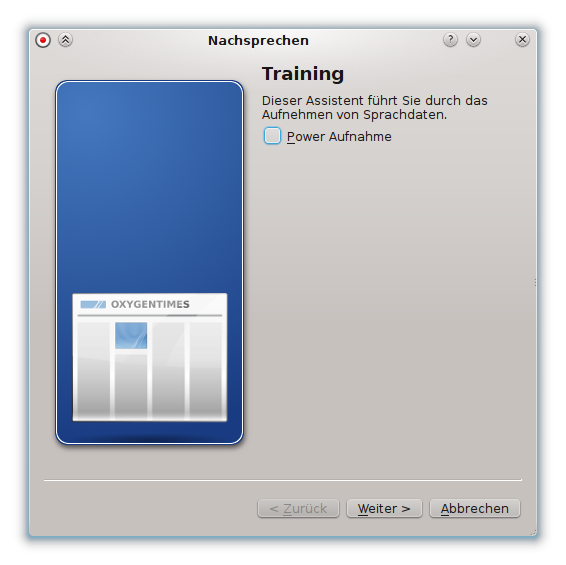 Nachsprechen
?
Training
Dieser Assistent führt Sie durch das
Aufnehmen von Sprachdaten.
Power Aufnahme
OXYGENTIMES
< Zurück
Weiter >
Abbrechen